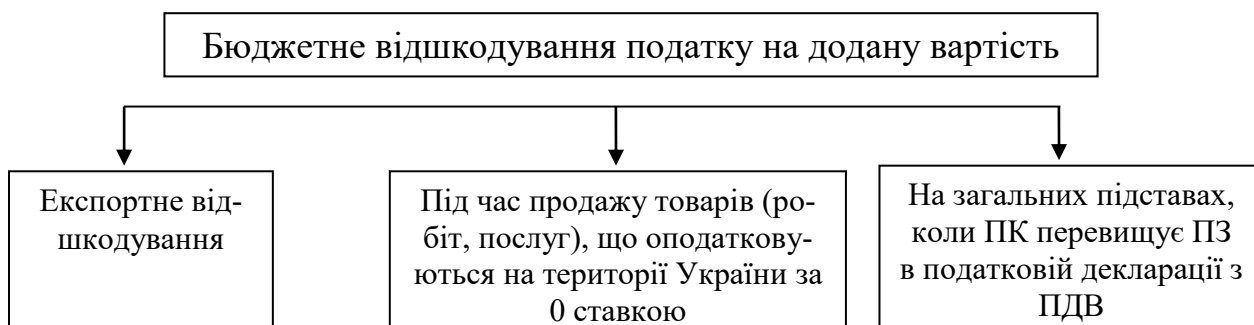 Бюджетне відшкодування податку на додану вартість
Експортне від-
шкодування
Під час продажу товарів (ро-
біт, послуг), що оподаткову-
ються на території України за
0 ставкою
На загальних підставах,
коли ПК перевищує ПЗ
в податковій декларації з
ПДВ